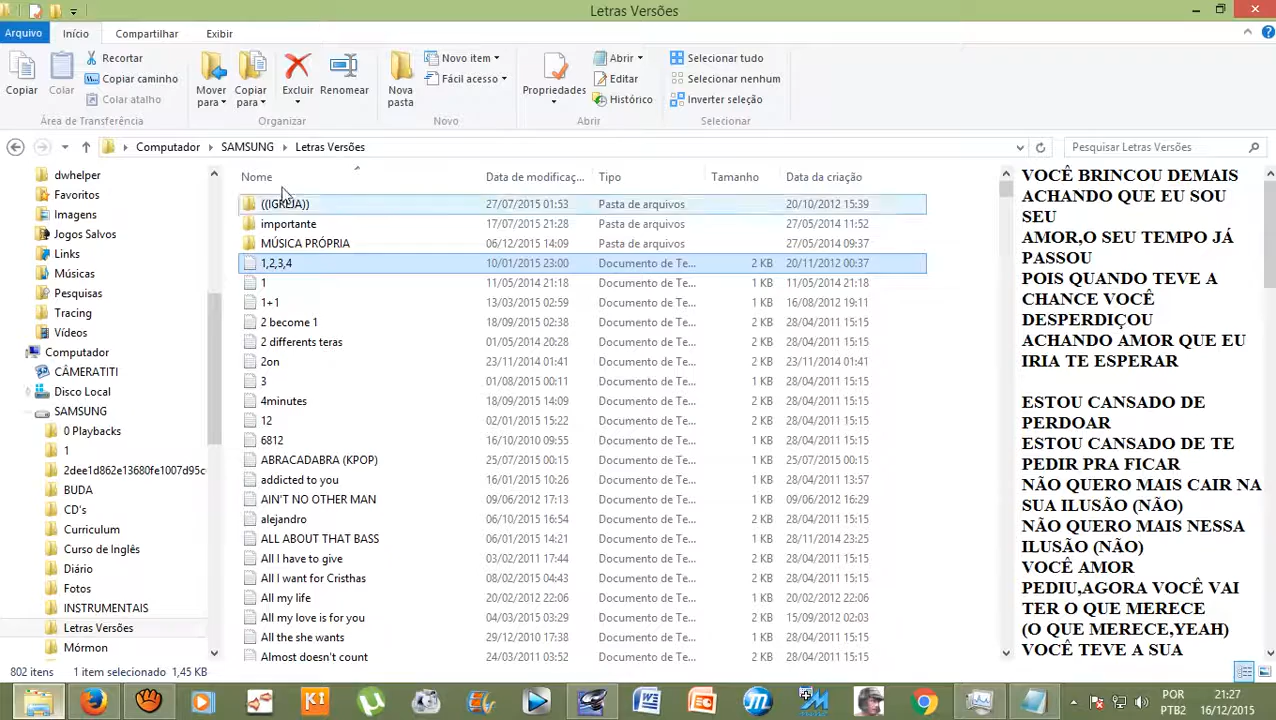 Letras Versões
Arquivo Início Compartilhar Exibir
Copiar Colar Recortar Copiar caminho Colar atalho
Mover para Copiar para Excluir Renomear
Nova pasta Novo item Fácil acesso
Propriedades Abrir Editar Histórico
Selecionar tudo Selecionar nenhum Inverter seleção
Área de Transferência Organizar Novo Abrir Selecionar
Computador SAMSUNG Letras Versões Pesquisar Letras Versões
dwhelper
Favoritos
Imagens
Jogos Salvos
Links
Músicas
Pesquisas
Tracing
Vídeos
Computador
CÂMERATITI
Disco Local
SAMSUNG
0 Playbacks
1
2dee1d862e13680fe1007d95c
BUDA
CD's
Curriculum
Curso de Inglês
Diário
Fotos
INSTRUMENTAIS
Letras Versões
Mórmon
Nome Data de modificaç... Tipo Tamanho Data da criação
((IGREJA)) 27/07/2015 01:53 Pasta de arquivos 20/10/2012 15:39
importante 17/07/2015 21:28 Pasta de arquivos 27/05/2014 11:52
MÚSICA PRÓPRIA 06/12/2015 14:09 Pasta de arquivos 27/05/2014 09:37
1,2,3,4 10/01/2015 23:00 Documento de Te... 2 KB 20/11/2012 00:37
1 11/05/2014 21:18 Documento de Te... 1 KB 11/05/2014 21:18
1+1 13/03/2015 02:59 Documento de Te... 1 KB 16/08/2012 19:11
2 become 1 18/09/2015 02:38 Documento de Te... 2 KB 28/04/2011 15:15
2 differents teras 01/05/2014 20:28 Documento de Te... 2 KB 28/04/2011 15:15
2on 23/11/2014 01:41 Documento de Te... 2 KB 23/11/2014 01:41
3 01/08/2015 00:11 Documento de Te... 1 KB 28/04/2011 15:15
4minutes 18/09/2015 14:09 Documento de Te... 2 KB 28/04/2011 15:15
12 02/01/2015 15:22 Documento de Te... 2 KB 28/04/2011 15:15
6812 16/10/2010 09:55 Documento de Te... 1 KB 28/04/2011 15:15
ABRACADABRA (KPOP) 25/07/2015 00:15 Documento de Te... 1 KB 25/07/2015 00:15
addicted to you 16/01/2015 10:26 Documento de Te... 2 KB 28/04/2011 13:57
AIN'T NO OTHER MAN 09/06/2012 17:13 Documento de Te... 2 KB 09/06/2012 16:29
alejandro 06/10/2015 16:54 Documento de Te... 2 KB 28/04/2011 15:15
ALL ABOUT THAT BASS 06/01/2015 14:21 Documento de Te... 2 KB 28/11/2014 23:25
All I have to give 03/02/2011 17:44 Documento de Te... 2 KB 28/04/2011 15:15
All I want for Cristhas 08/02/2015 04:43 Documento de Te... 2 KB 28/04/2011 15:15
All my life 20/02/2012 22:06 Documento de Te... 2 KB 20/02/2012 22:06
All my love is for you 04/03/2015 03:29 Documento de Te... 1 KB 15/09/2012 02:03
All the she wants 29/12/2010 17:38 Documento de Te... 2 KB 28/04/2011 15:15
Almost doesn't count 24/03/2011 03:52 Documento de Te... 1 KB 28/04/2011 15:15
VOCÊ BRINCOU DEMAIS
ACHANDO QUE EU SOU
SEU
AMOR,O SEU TEMPO JÁ
PASSOU
POIS QUANDO TEVE A
CHANCE VOCÊ
DESPERDIÇOU
ACHANDO AMOR QUE EU
IRIA TE ESPERAR
ESTOU CANSADO DE
PERDOAR
ESTOU CANSADO DE TE
PEDIR PRA FICAR
NÃO QUERO MAIS CAIR NA
SUA ILUSÃO (NÃO)
NÃO QUERO MAIS NESSA
ILUSÃO (NÃO)
VOCÊ AMOR
PEDIU,AGORA VOCÊ VAI
TER O QUE MERECE
(O QUE MERECE,YEAH)
VOCÊ TEVE A SUA
802 itens 1 item selecionado 1,45 KB
POR 21:27
PTB2 16/12/2015